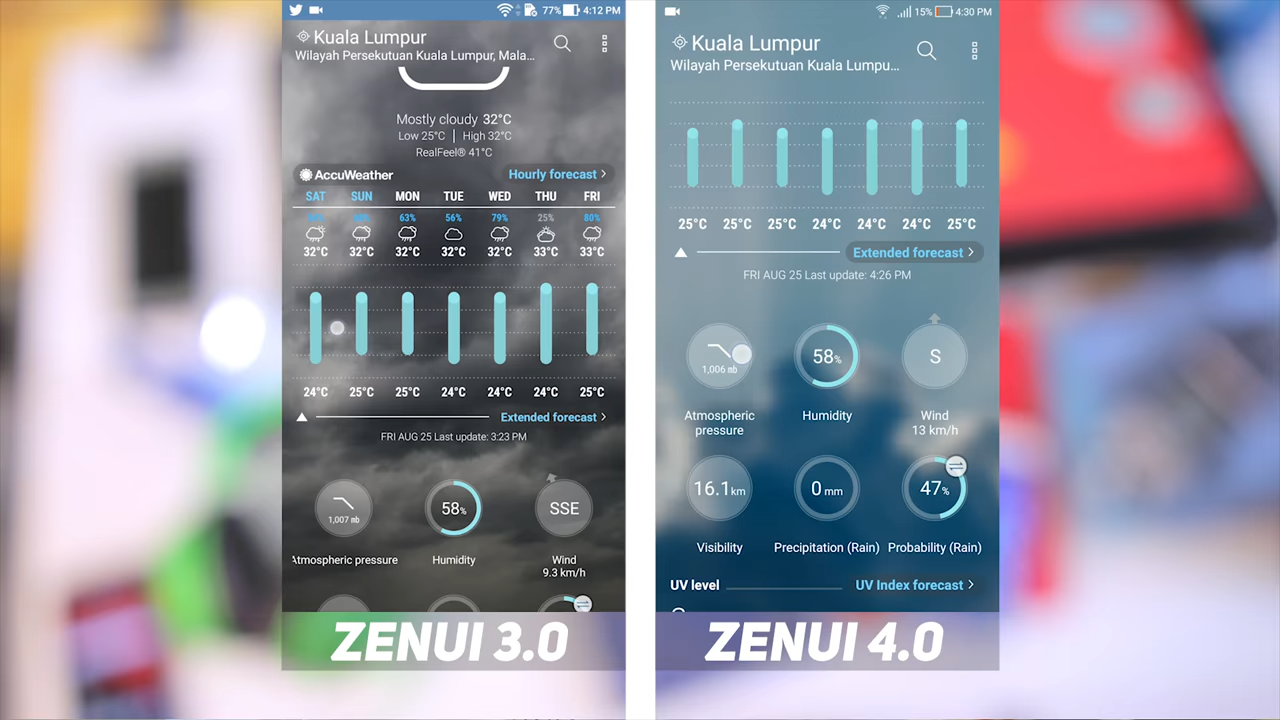 77% 4:12 PM
Kuala Lumpur
Wilayah Persekutuan Kuala Lumpur, Mala...
Mostly cloudy 32°C
Low 25°C | High 32°C
RealFeel® 41°C
AccuWeather Hourly forecast >
SAT SUN MON TUE WED THU FRI
63% 56% 79% 25% 80%
32°C 32°C 32°C 32°C 32°C 33°C 33°C
24°C 25°C 25°C 24°C 24°C 24°C 25°C
Extended forecast >
FRI AUG 25 Last update: 3:23 PM
1,007 mb 58% SSE
Atmospheric pressure Humidity Wind
9.3 km/h
ZENUI 3.0
15% 4:30 PM
Kuala Lumpur
Wilayah Persekutuan Kuala Lumpu...
25°C 25°C 25°C 24°C 24°C 24°C 25°C
Extended forecast >
FRI AUG 25 Last update: 4:26 PM
1,006 mb 58% S
Atmospheric Humidity Wind
pressure 13 km/h
16.1 km 0 mm 47%
Visibility Precipitation (Rain) Probability (Rain)
UV level UV Index forecast >
ZENUI 4.0